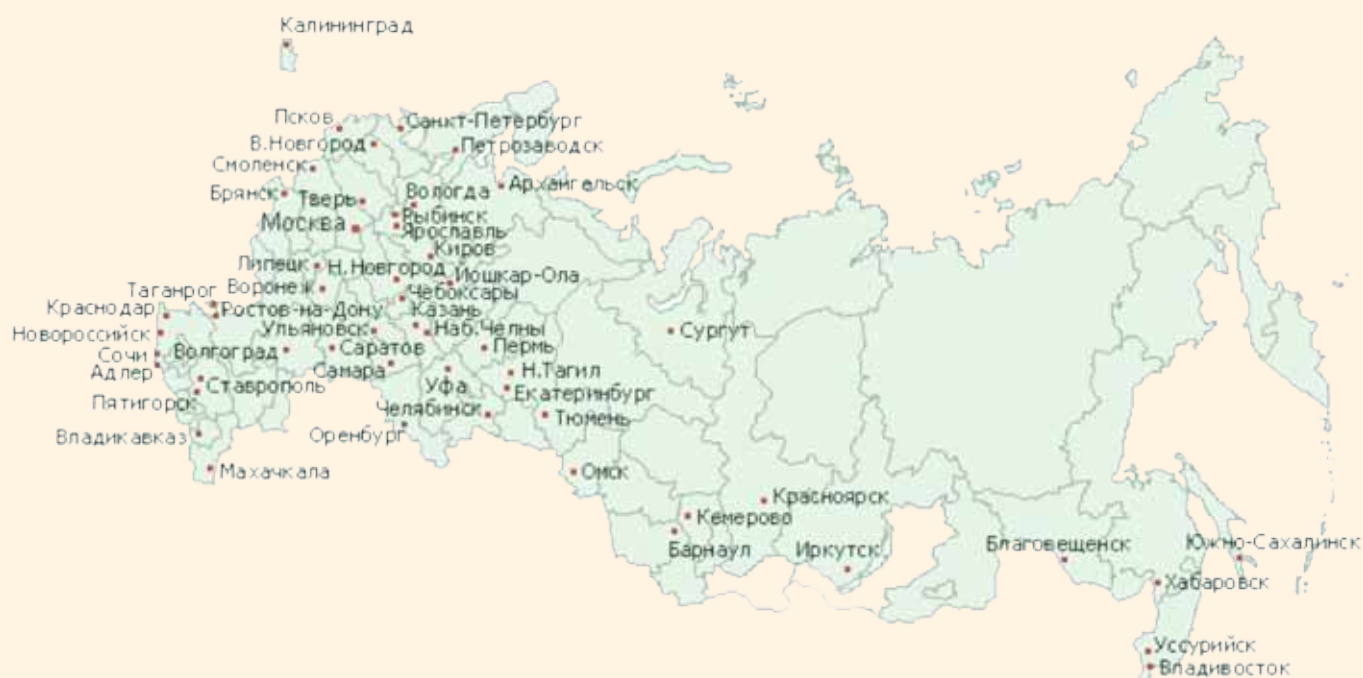 Калининград
Псков
Санкт-Петербург
В.Новгород
Петрозаводск
Смоленск
Брянск
Архангельск
Тверь
Вологда
Рыбинск
Москва
Ярославль
Киров
Липецк
Н.Новгород
Йошкар-Ола
Воронеж
Чебоксары
Таганрог
Краснодар
Ростов-на-Дону
Казань
Новороссийск
Ульяновск
Наб.Челны
Сургут
Сочи
Волгоград
Саратов
Пермь
Адлер
Самара
Н.Тагил
Ставрополь
Уфа
Екатеринбург
Пятигорск
Челябинск
Тюмень
Владикавказ
Оренбург
Махачкала
Омск
Красноярск
Кемерово
Барнаул
Иркутск
Благовещенск
Южно-Сахалинск
Хабаровск
Уссурийск
Владивосток